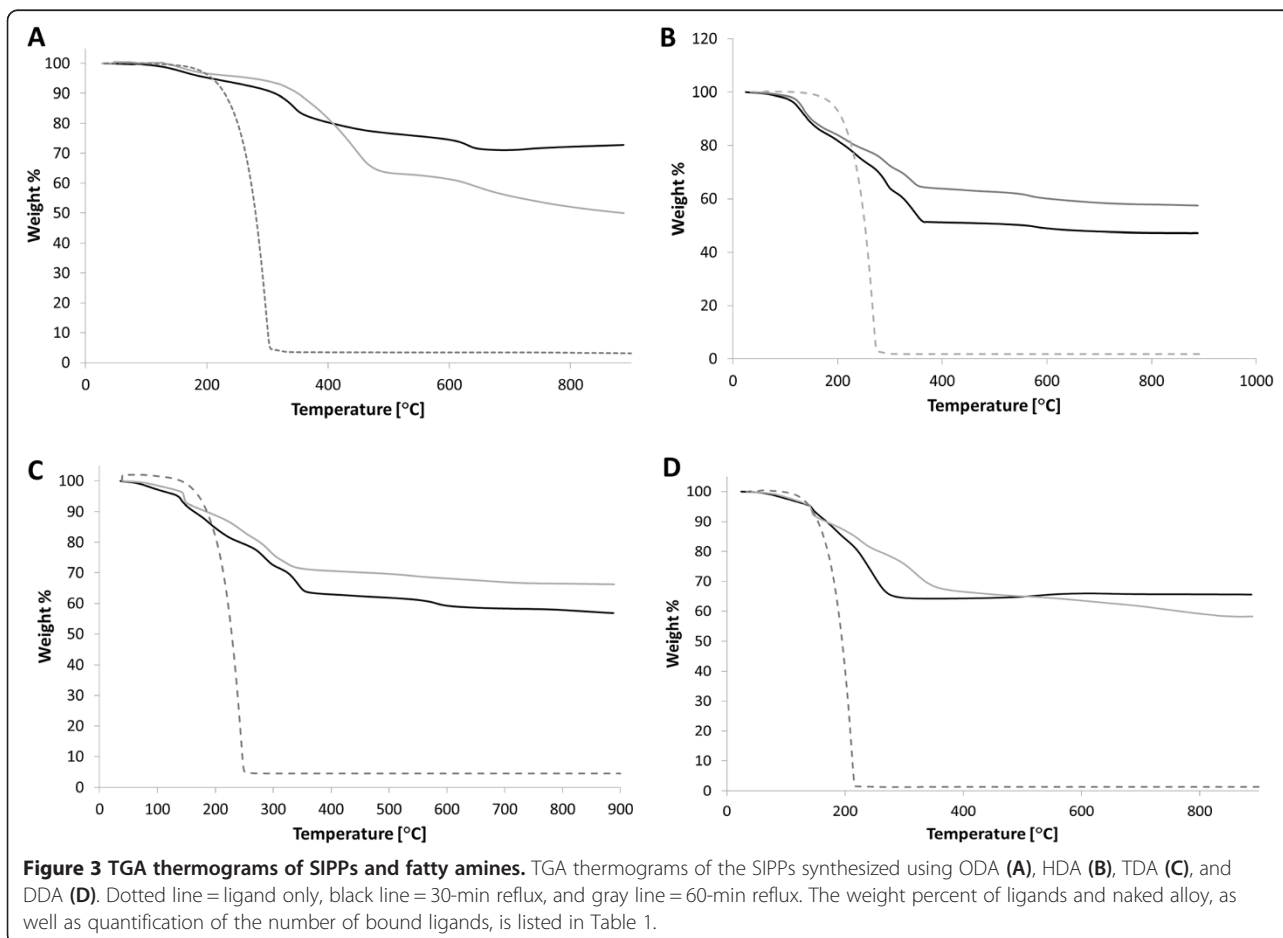 A
100
90
80
70
60
50
40
30
20
10
0
Weight %
0 200 400 600 800
Temperature [°C]
B
120
100
80
60
40
20
0
Weight %
0 200 400 600 800 1000
Temperature [°C]
C
100
90
80
70
60
50
40
30
20
10
0
Weight %
0 100 200 300 400 500 600 700 800 900
Temperature [°C]
D
100
90
80
70
60
50
40
30
20
10
0
Weight %
0 200 400 600 800
Temperature [°C]
Figure 3 TGA thermograms of SIPPs and fatty amines. TGA thermograms of the SIPPs synthesized using ODA (A), HDA (B), TDA (C), and
DDA (D). Dotted line = ligand only, black line = 30-min reflux, and gray line = 60-min reflux. The weight percent of ligands and naked alloy, as
well as quantification of the number of bound ligands, is listed in Table 1.